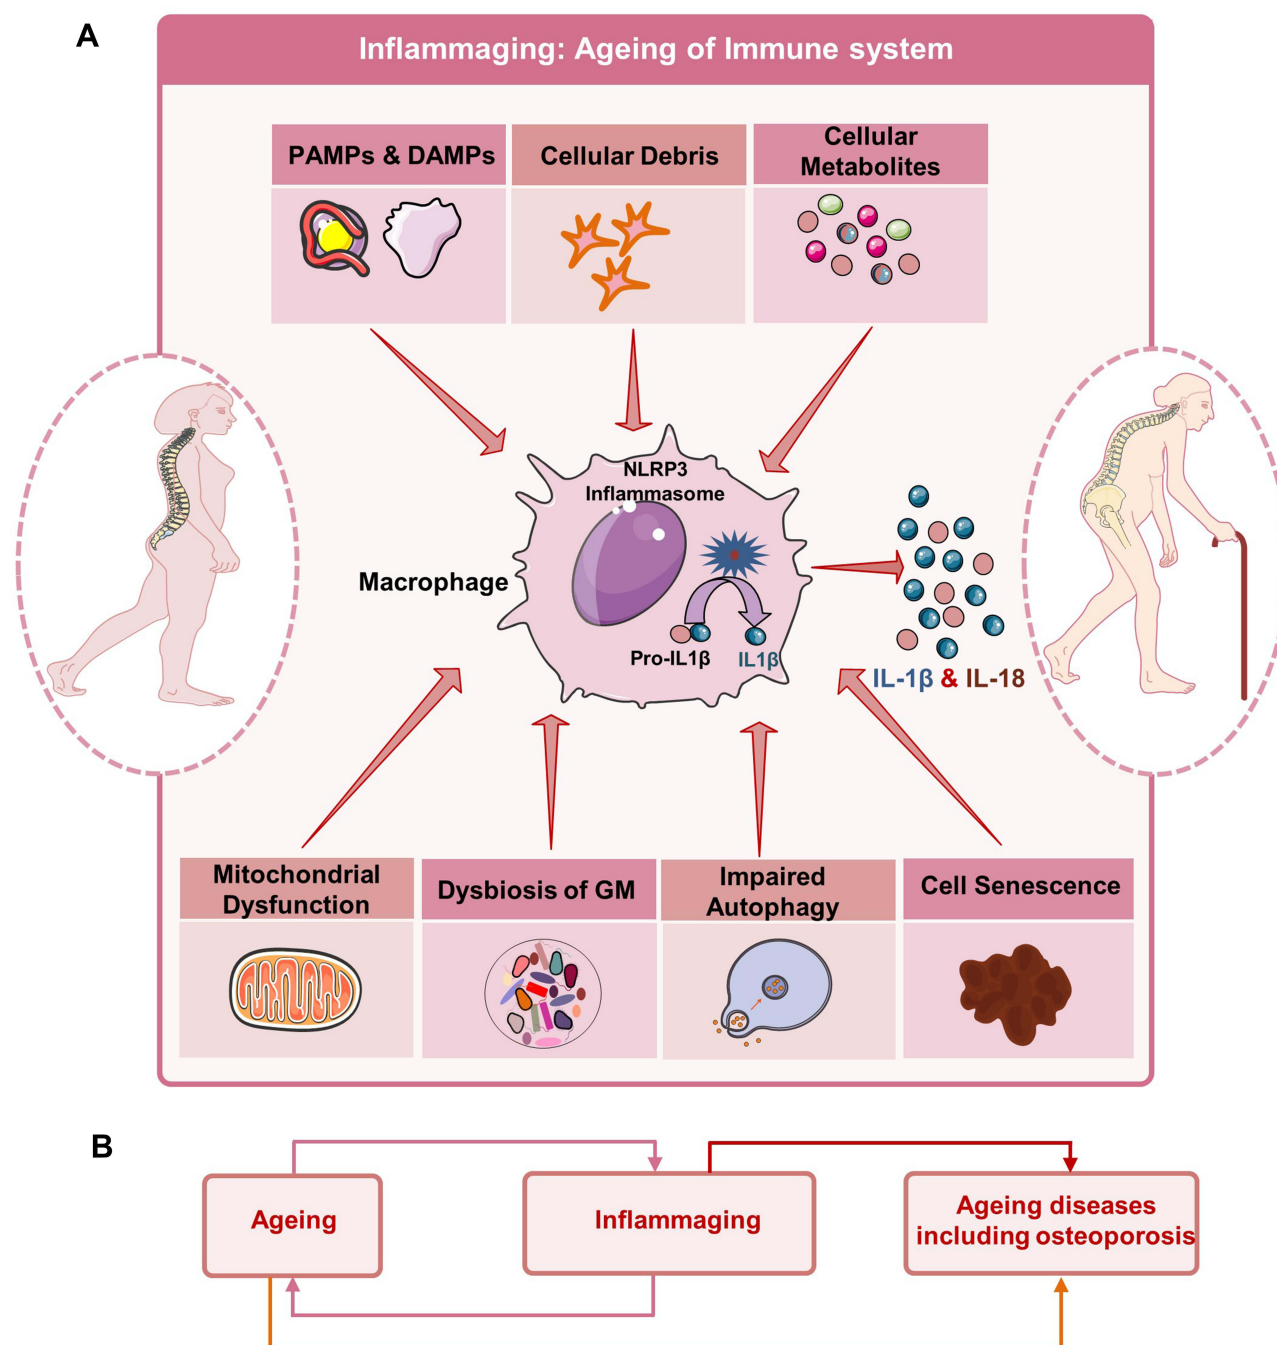 A
Inflammaging: Ageing of Immune system
PAMPs & DAMPs
Cellular Debris
Cellular
Metabolites
NLRP3
Inflammasome
Macrophage
Pro-IL1β
IL1β
IL-1β & IL-18
Mitochondrial
Dysfunction
Dysbiosis of GM
Impaired
Autophagy
Cell Senescence
B
Ageing
Inflammaging
Ageing diseases
including osteoporosis